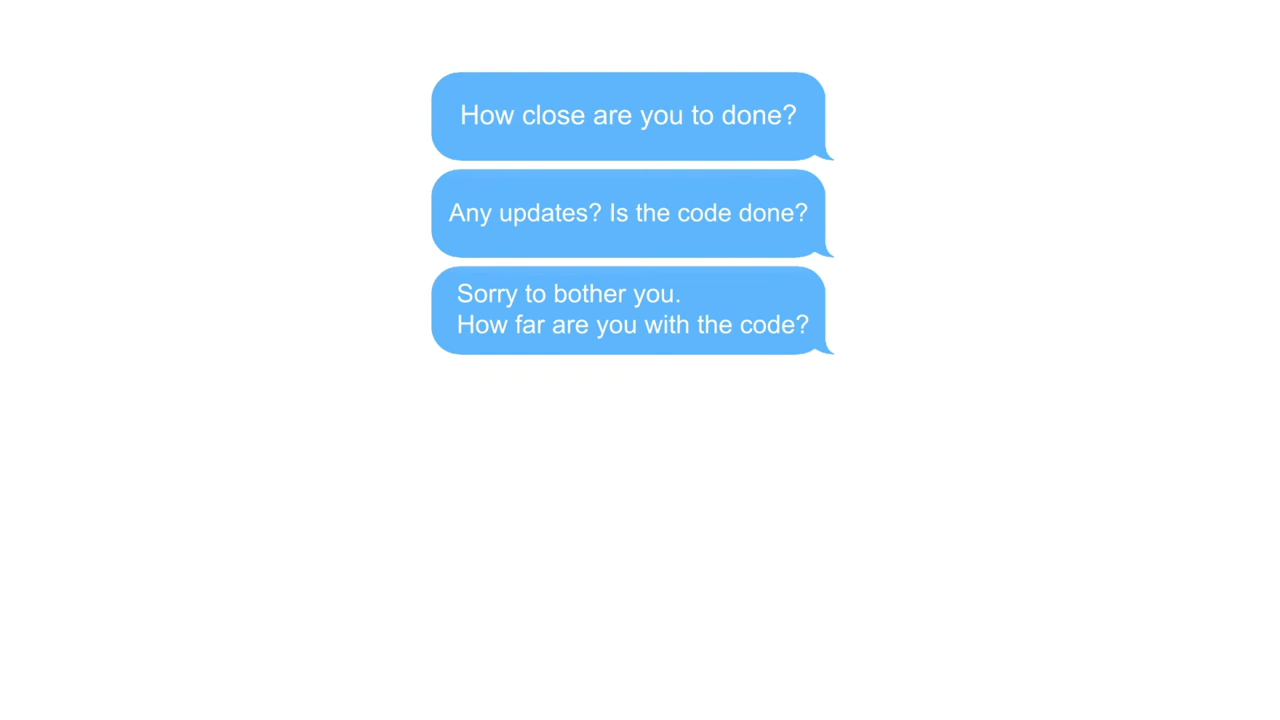 How close are you to done?
Any updates? Is the code done?
Sorry to bother you.
How far are you with the code?